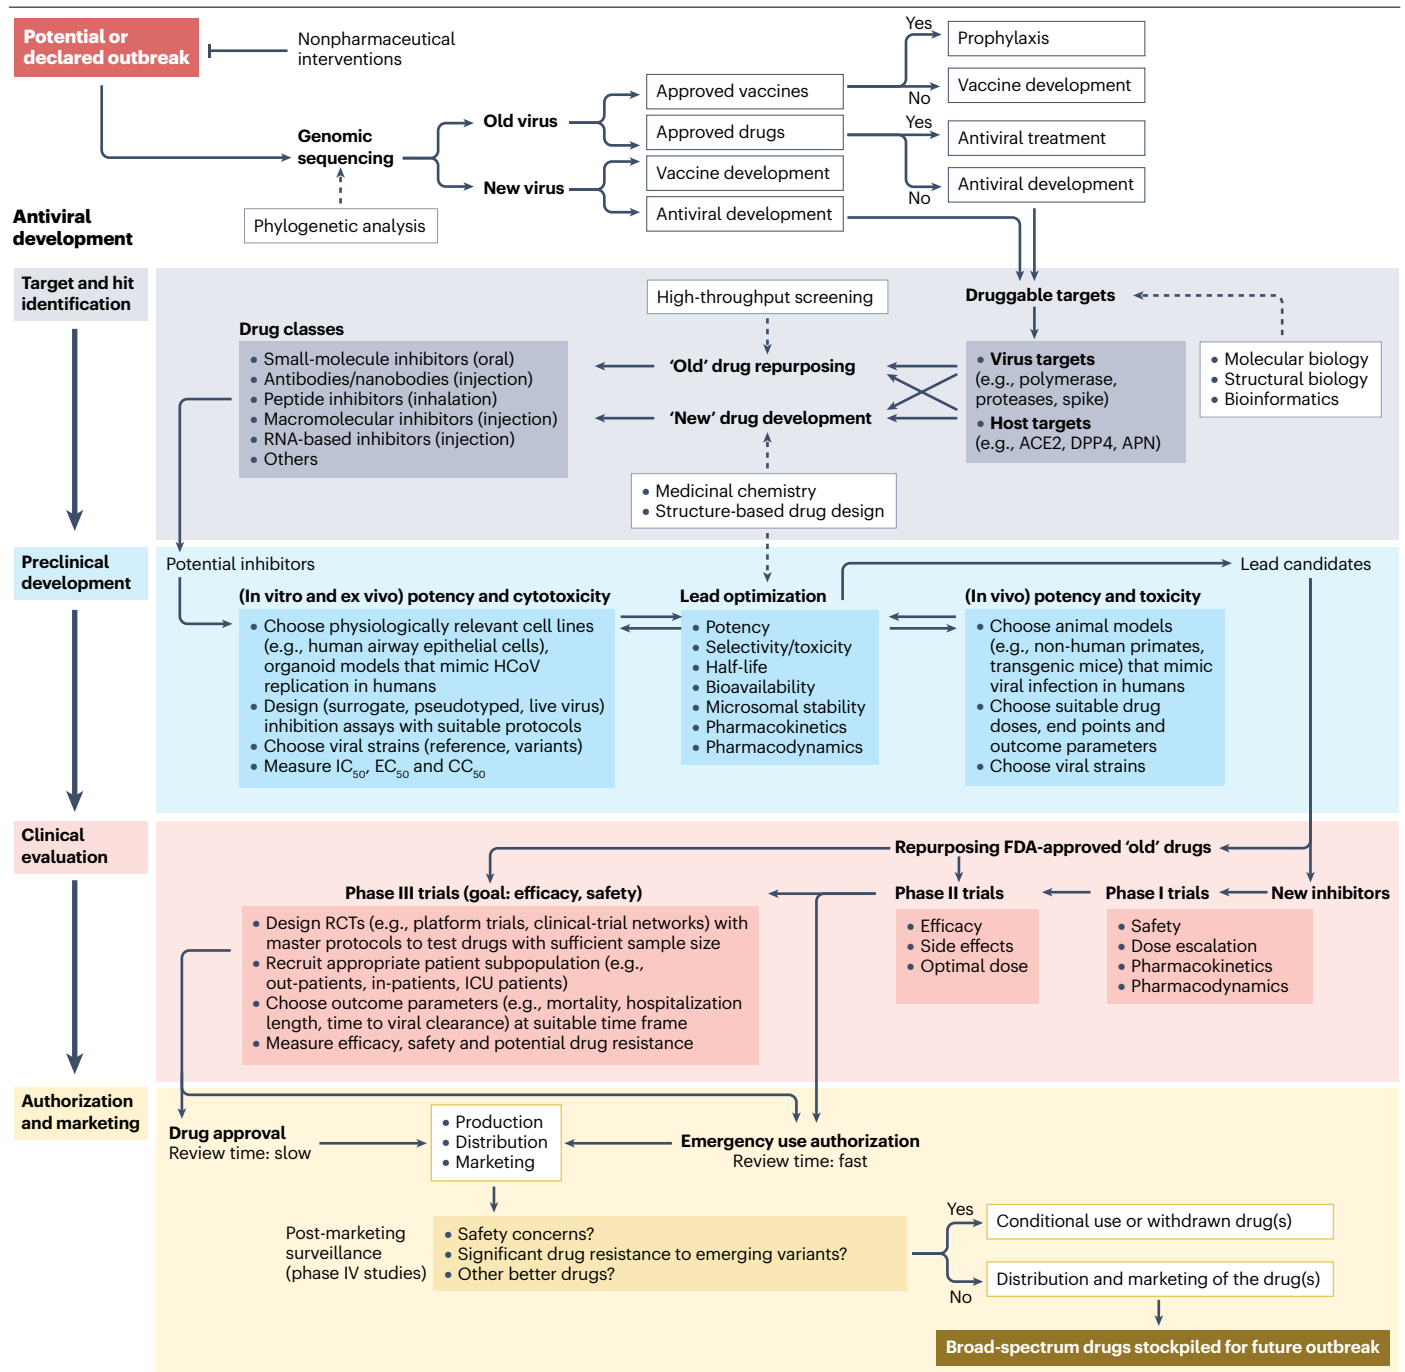 Potential or
declared outbreak
Nonpharmaceutical
interventions
Genomic
sequencing
Phylogenetic analysis
Old virus
New virus
Approved vaccines
Approved drugs
Vaccine development
Antiviral development
Yes
Prophylaxis
No
Vaccine development
Yes
Antiviral treatment
No
Antiviral development
Antiviral
development
Target and hit
identification
High-throughput screening
Druggable targets
Drug classes
• Small-molecule inhibitors (oral)
• Antibodies/nanobodies (injection)
• Peptide inhibitors (inhalation)
• Macromolecular inhibitors (injection)
• RNA-based inhibitors (injection)
• Others
‘Old’ drug repurposing
‘New’ drug development
• Virus targets
(e.g., polymerase,
proteases, spike)
• Host targets
(e.g., ACE2, DPP4, APN)
• Molecular biology
• Structural biology
• Bioinformatics
• Medicinal chemistry
• Structure-based drug design
Preclinical
development
Potential inhibitors
Lead candidates
(In vitro and ex vivo) potency and cytotoxicity
• Choose physiologically relevant cell lines
(e.g., human airway epithelial cells),
organoid models that mimic HCoV
replication in humans
• Design (surrogate, pseudotyped, live virus)
inhibition assays with suitable protocols
• Choose viral strains (reference, variants)
• Measure IC50, EC50 and CC50
Lead optimization
• Potency
• Selectivity/toxicity
• Half-life
• Bioavailability
• Microsomal stability
• Pharmacokinetics
• Pharmacodynamics
(In vivo) potency and toxicity
• Choose animal models
(e.g., non-human primates,
transgenic mice) that mimic
viral infection in humans
• Choose suitable drug
doses, end points and
outcome parameters
• Choose viral strains
Clinical
evaluation
Repurposing FDA-approved ‘old’ drugs
Phase III trials (goal: efficacy, safety)
• Design RCTs (e.g., platform trials, clinical-trial networks) with
master protocols to test drugs with sufficient sample size
• Recruit appropriate patient subpopulation (e.g.,
out-patients, in-patients, ICU patients)
• Choose outcome parameters (e.g., mortality, hospitalization
length, time to viral clearance) at suitable time frame
• Measure efficacy, safety and potential drug resistance
Phase II trials
• Efficacy
• Side effects
• Optimal dose
Phase I trials
• Safety
• Dose escalation
• Pharmacokinetics
• Pharmacodynamics
New inhibitors
Authorization
and marketing
Drug approval
Review time: slow
• Production
• Distribution
• Marketing
Emergency use authorization
Review time: fast
Post-marketing
surveillance
(phase IV studies)
• Safety concerns?
• Significant drug resistance to emerging variants?
• Other better drugs?
Yes
Conditional use or withdrawn drug(s)
No
Distribution and marketing of the drug(s)
Broad-spectrum drugs stockpiled for future outbreak